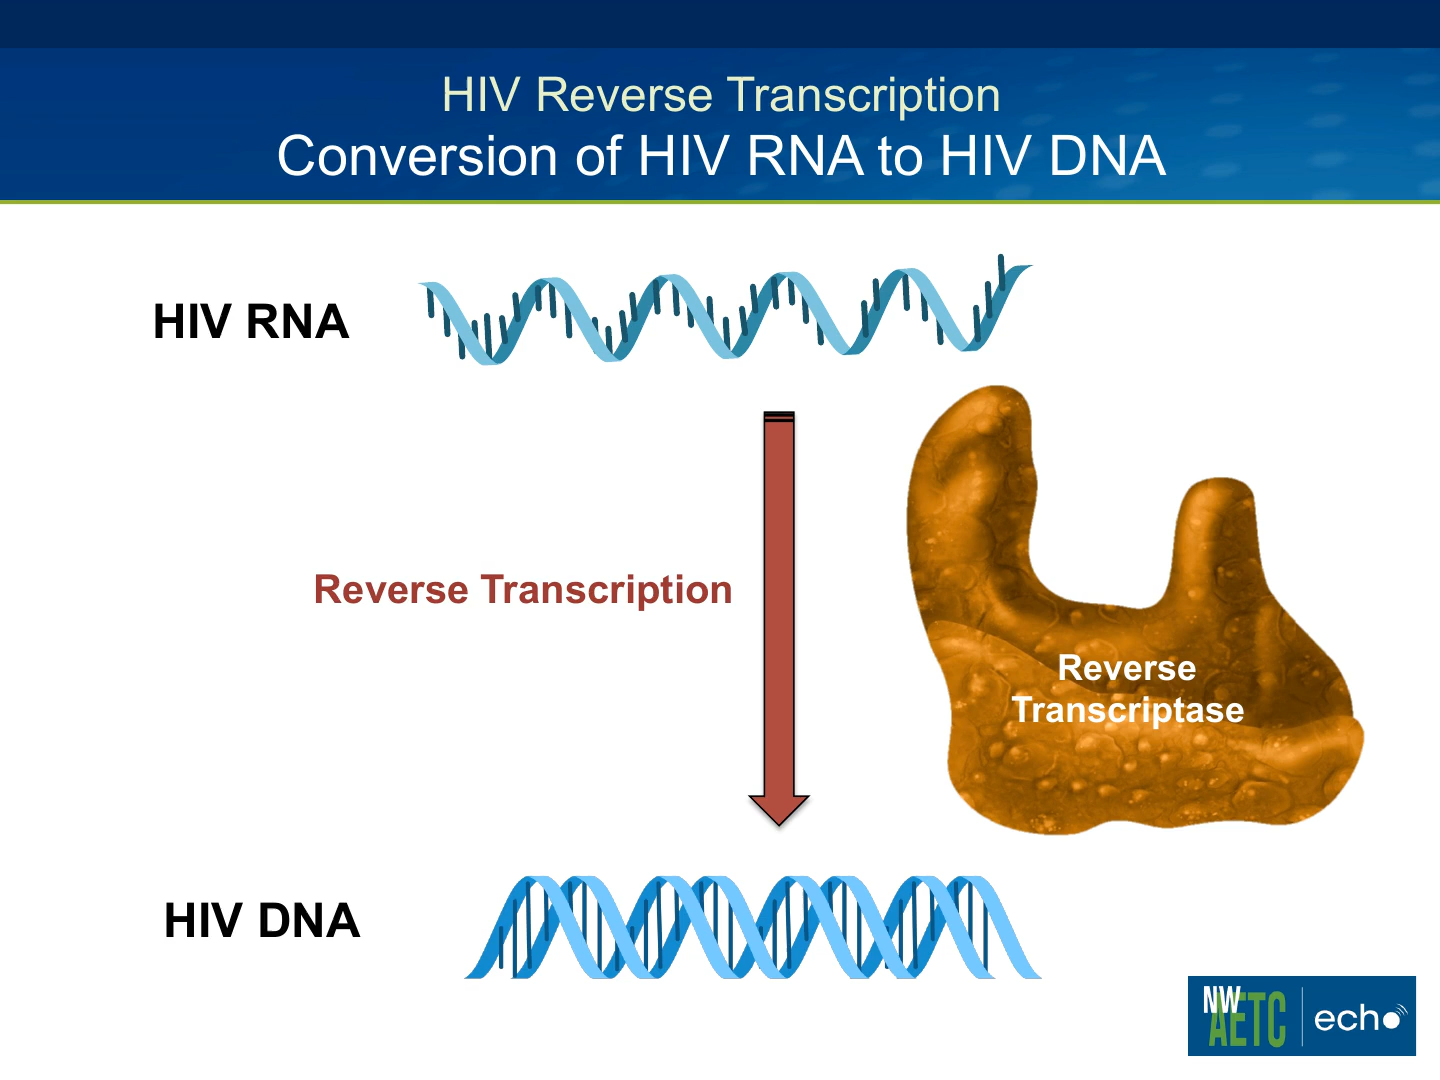 HIV Reverse Transcription
Conversion of HIV RNA to HIV DNA
HIV RNA
Reverse Transcription
Reverse
Transcriptase
HIV DNA
NW
AETC
echo